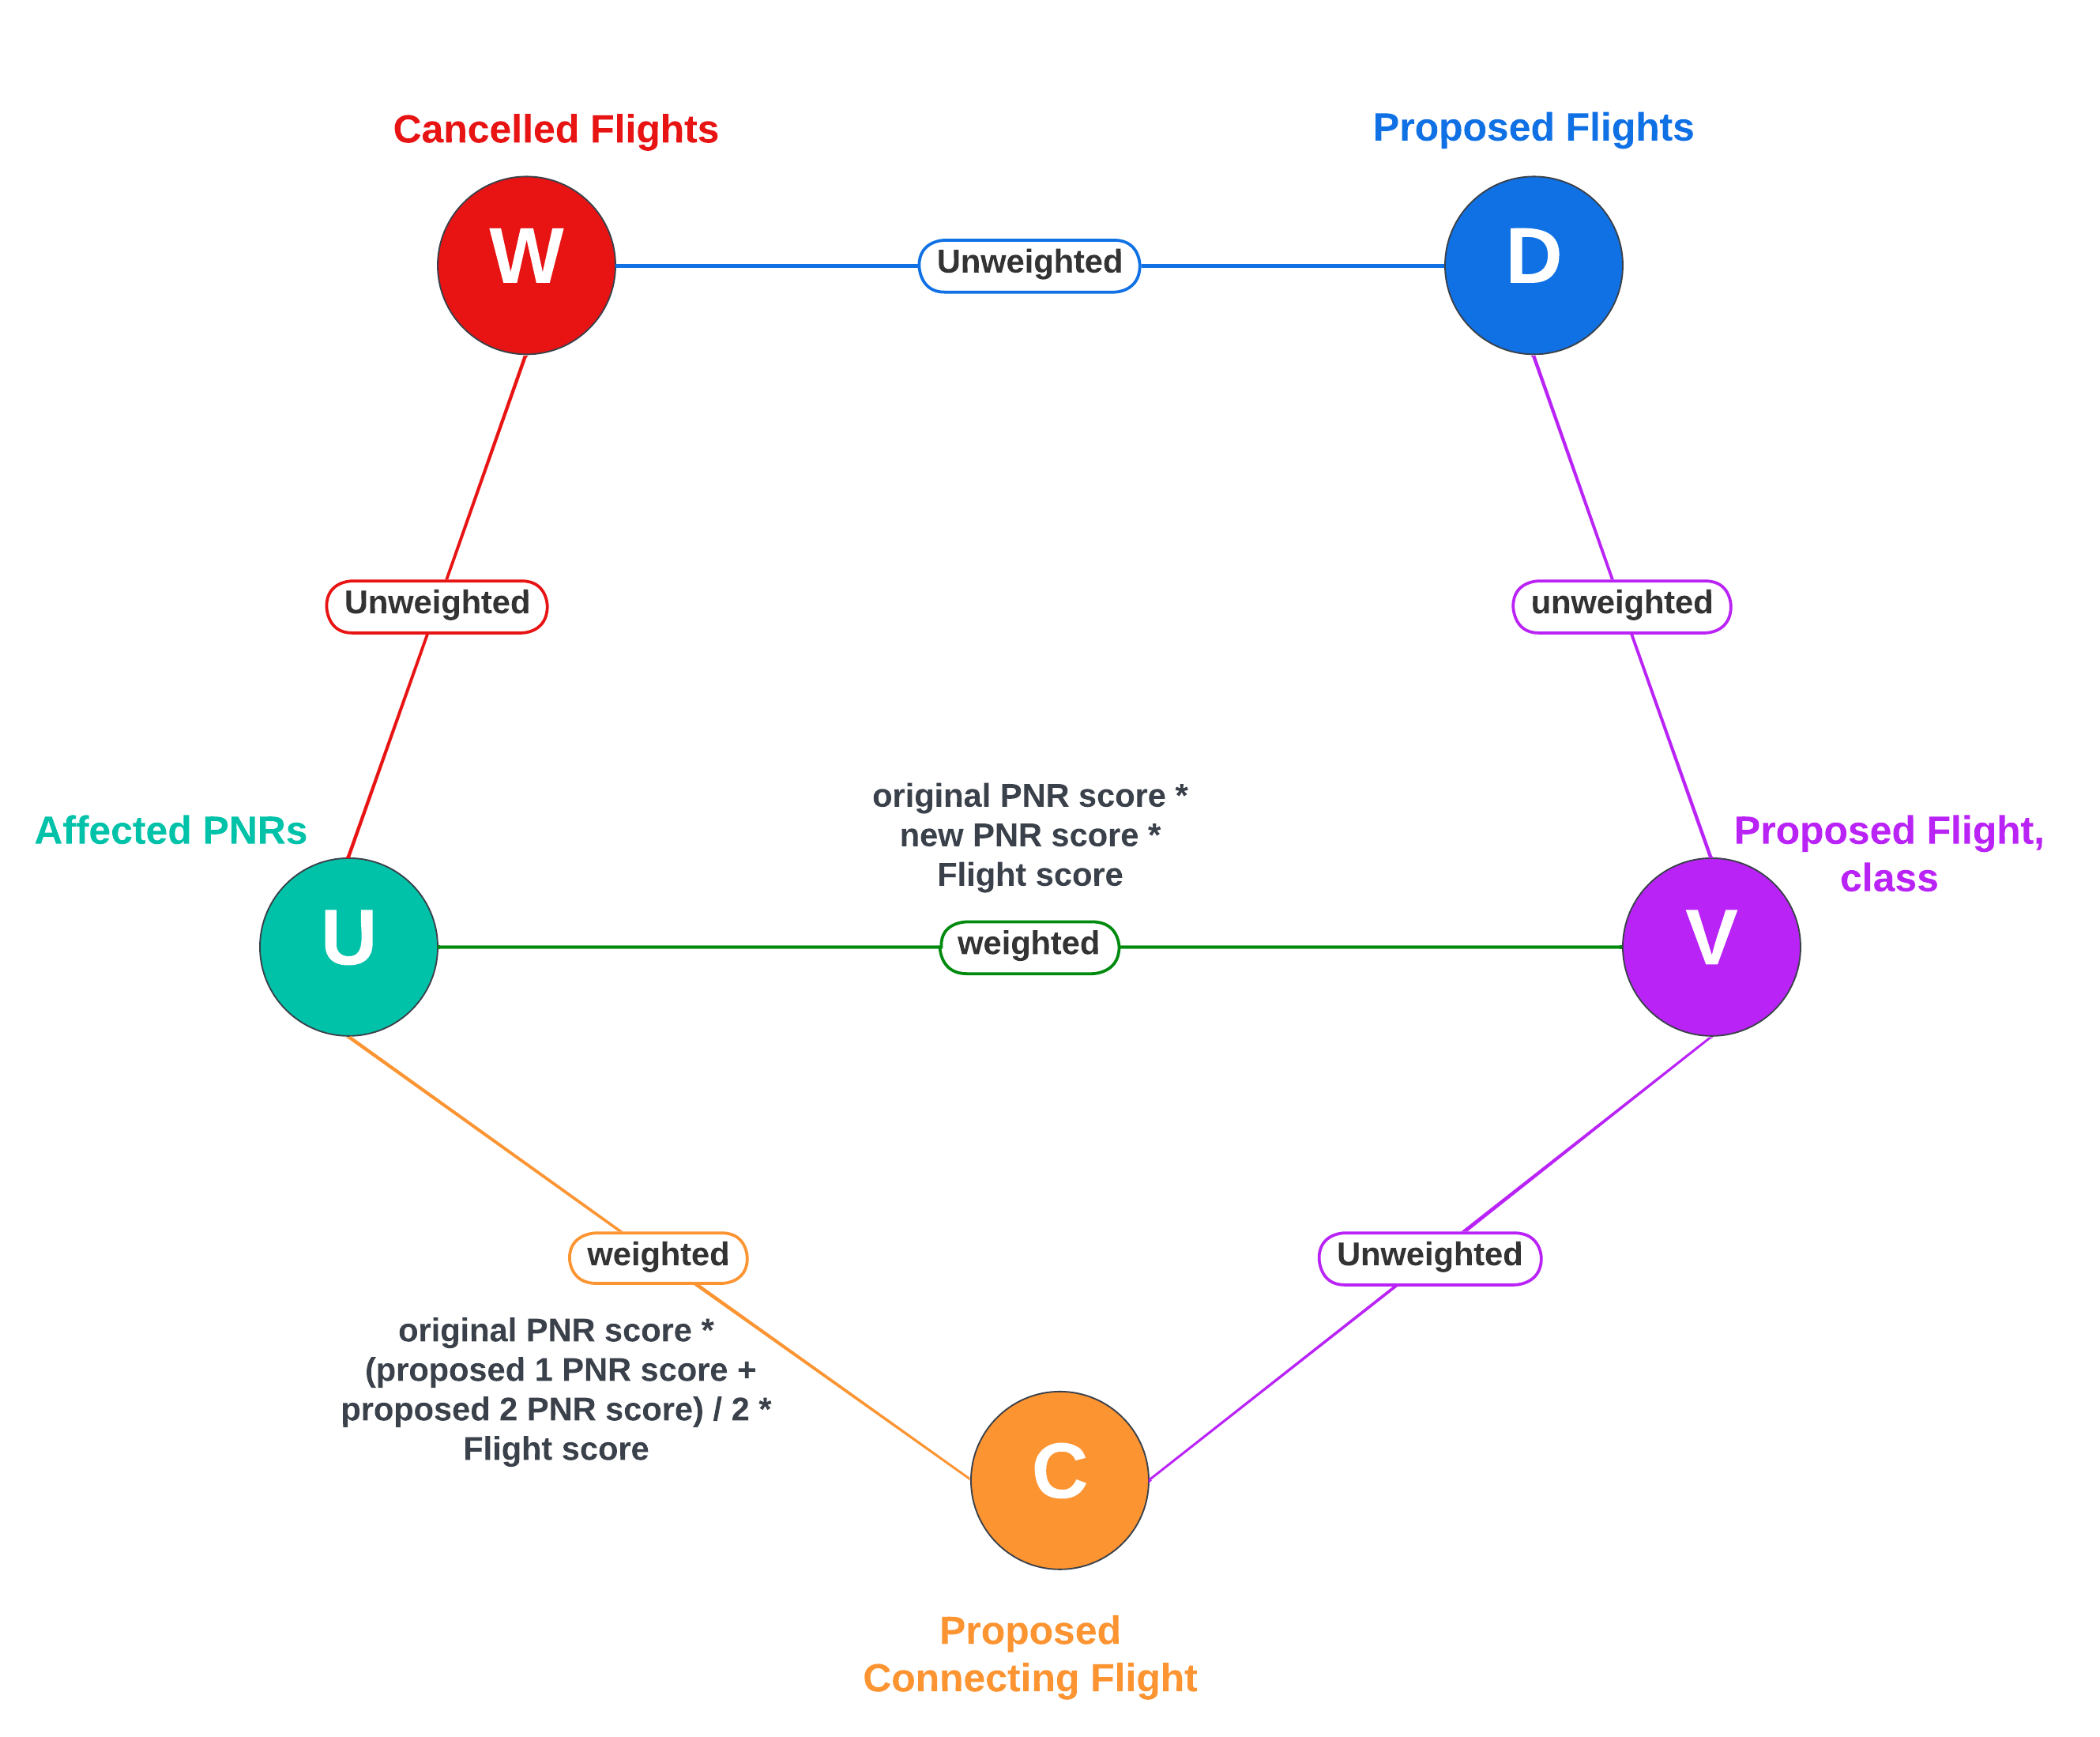 Cancelled Flights
Proposed Flights
W
Unweighted
D
Unweighted
unweighted
original PNR score *
new PNR score *
Flight score
Affected PNRs
Proposed Flight,
class
U
weighted
V
weighted
Unweighted
original PNR score *
(proposed 1 PNR score +
proposed 2 PNR score) / 2 *
Flight score
C
Proposed
Connecting Flight